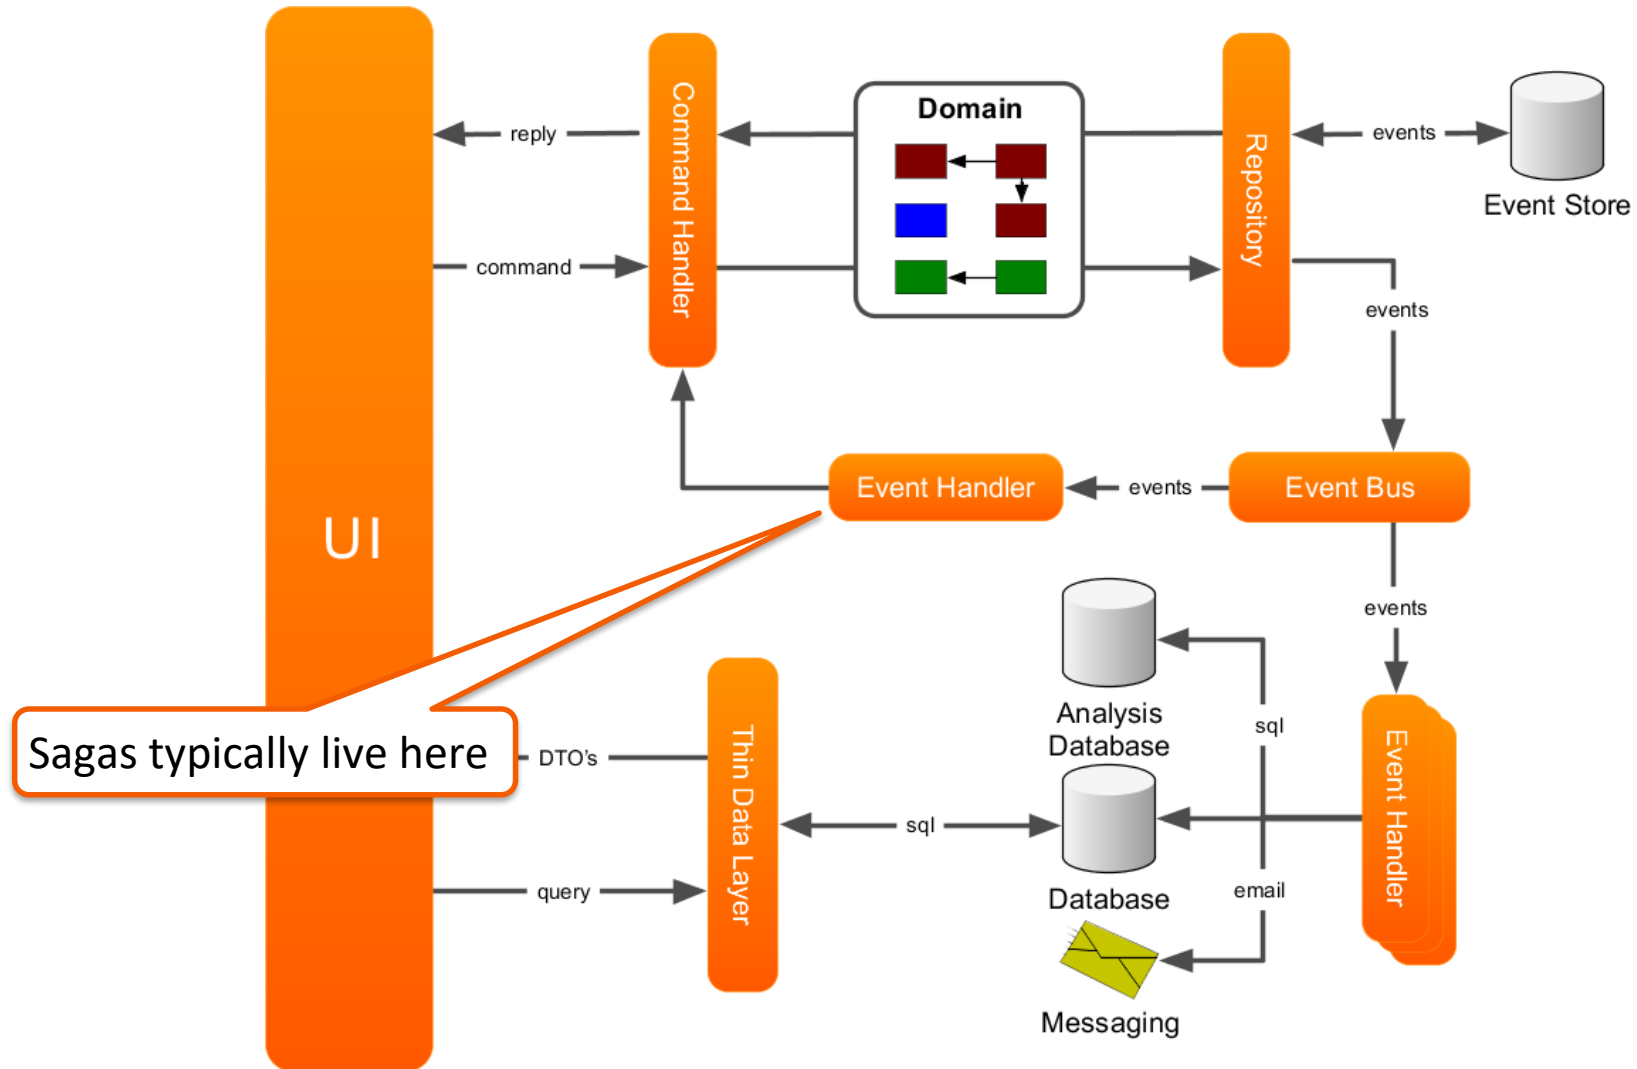 UI
reply
command
Command Handler
Domain
Repository
events
Event Store
events
Event Handler
events
Event Bus
events
Sagas typically live here
DTO's
query
Thin Data Layer
sql
Analysis
Database
Database
Messaging
sql
email
Event Handler